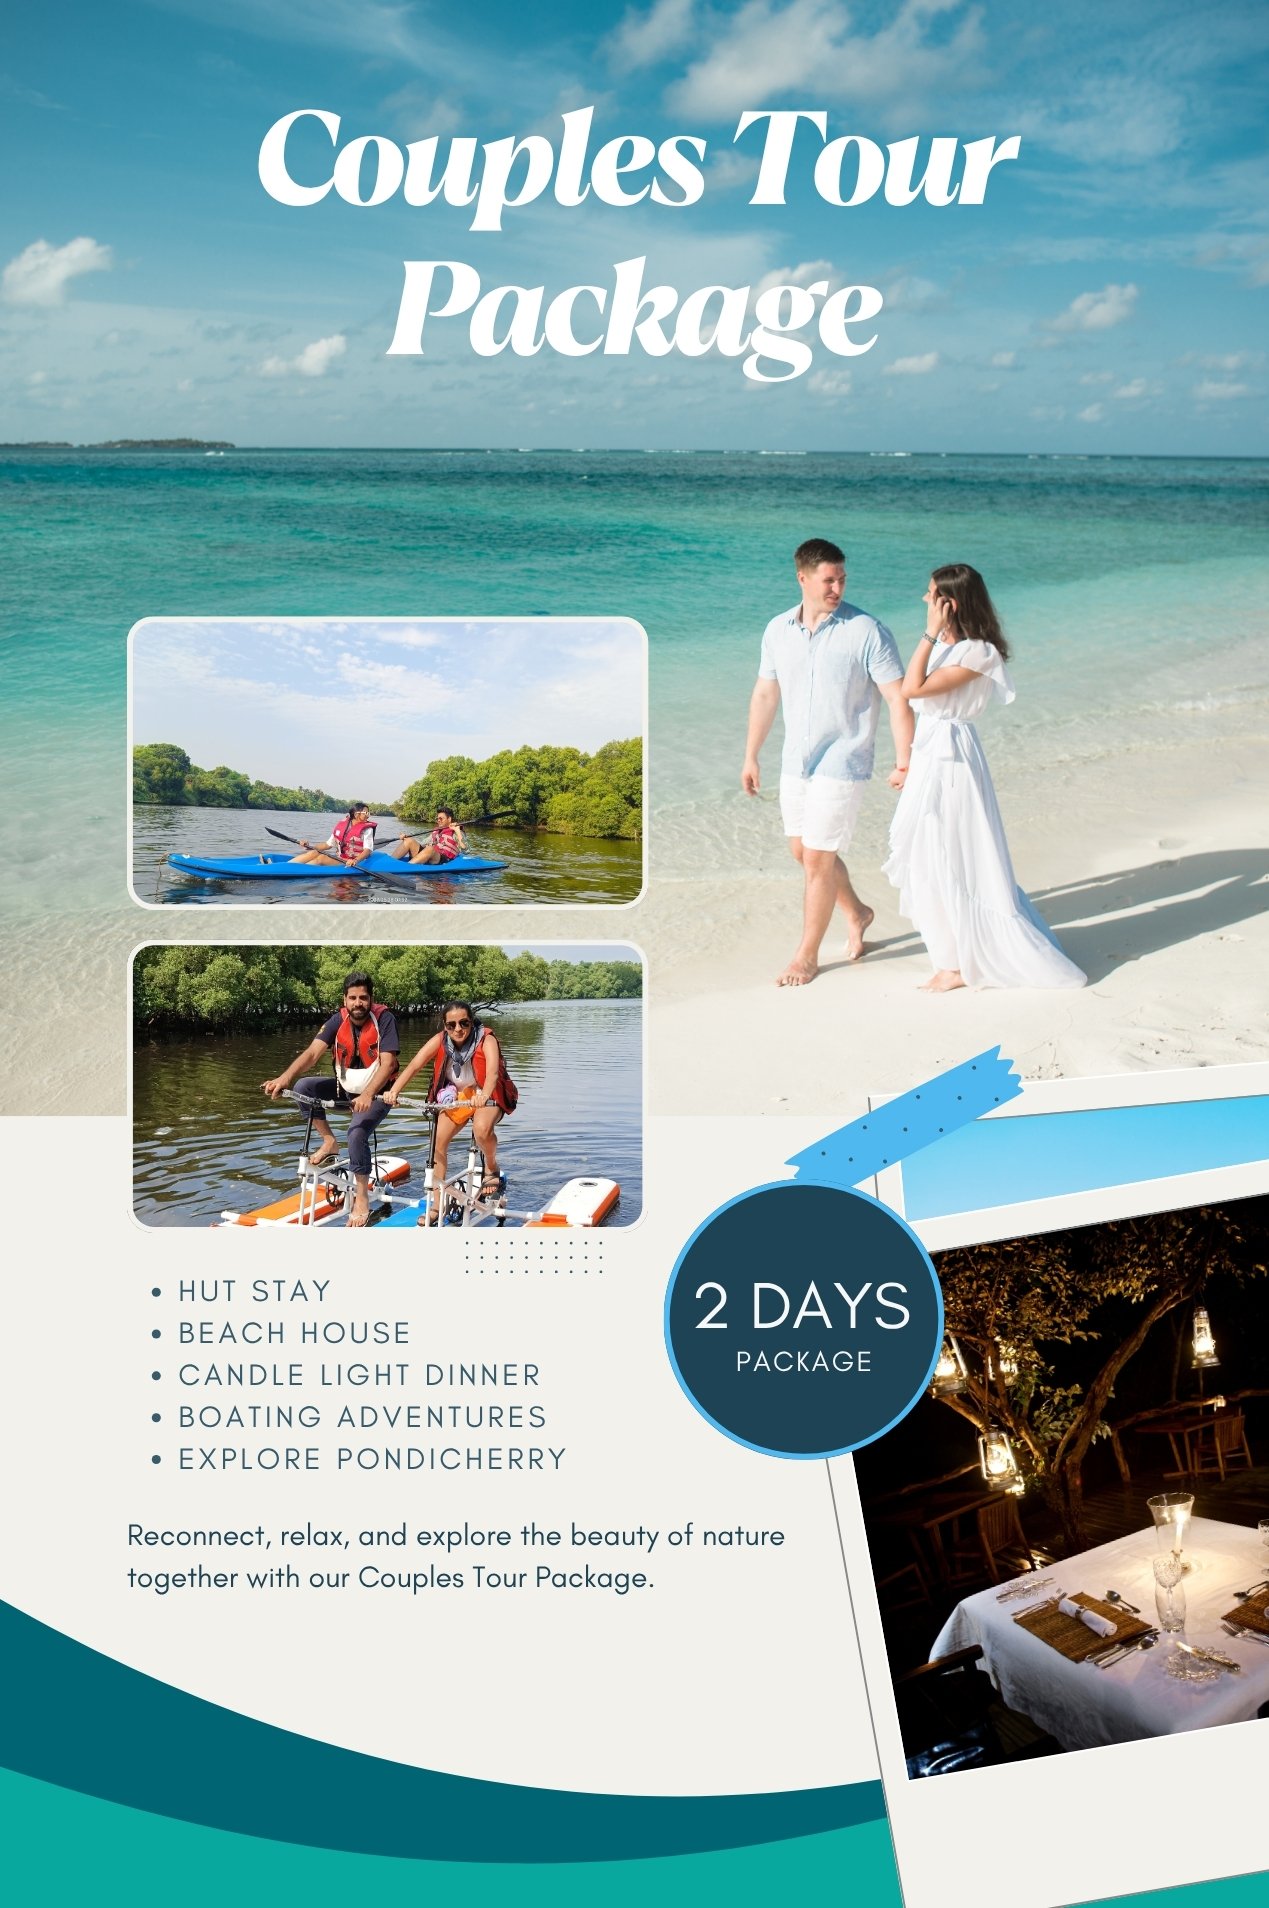 Couples Tour
Package
HUT STAY
BEACH HOUSE
CANDLE LIGHT DINNER
BOATING ADVENTURES
EXPLORE PONDICHERRY
2 DAYS
PACKAGE
Reconnect, relax, and explore the beauty of nature
together with our Couples Tour Package.